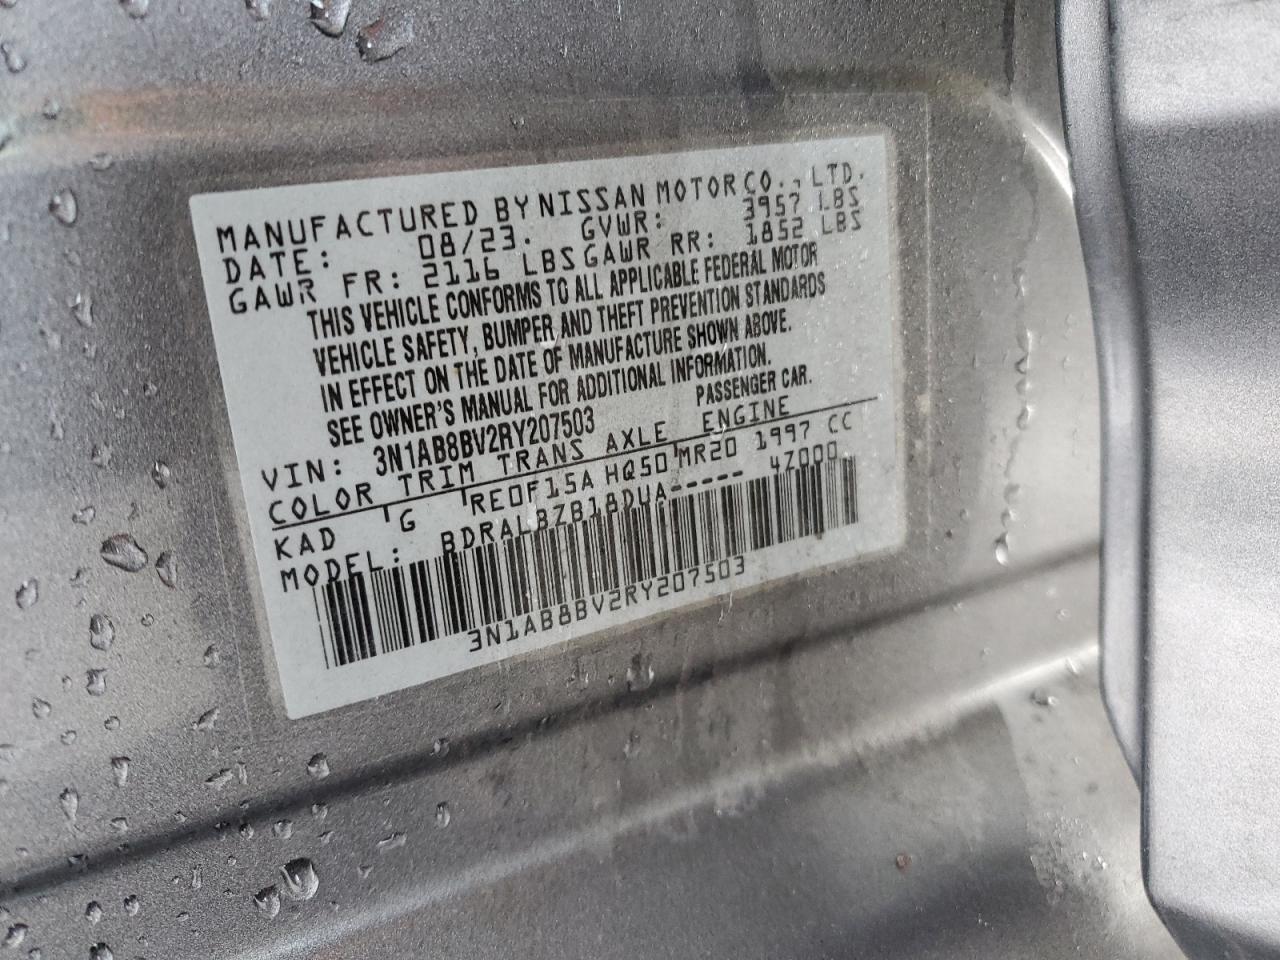 MANUFACTURED BY NISSAN MOTOR CO., LTD.
DATE: 08/23. GVWR: 3957 LBS
GAWR FR: 2116 LBS GAWR RR: 1852 LBS
THIS VEHICLE CONFORMS TO ALL APPLICABLE FEDERAL MOTOR
VEHICLE SAFETY, BUMPER AND THEFT PREVENTION STANDARDS
IN EFFECT ON THE DATE OF MANUFACTURE SHOWN ABOVE.
SEE OWNER'S MANUAL FOR ADDITIONAL INFORMATION.
VIN: 3N1AB8BV2RY207503 PASSENGER CAR.
COLOR TRIM TRANS AXLE ENGINE
KAD G RE0F15A HQ50 MR20 1997 CC
MODEL: BDRALBZB18DUA----- 4Z000
3N1AB8BV2RY207503